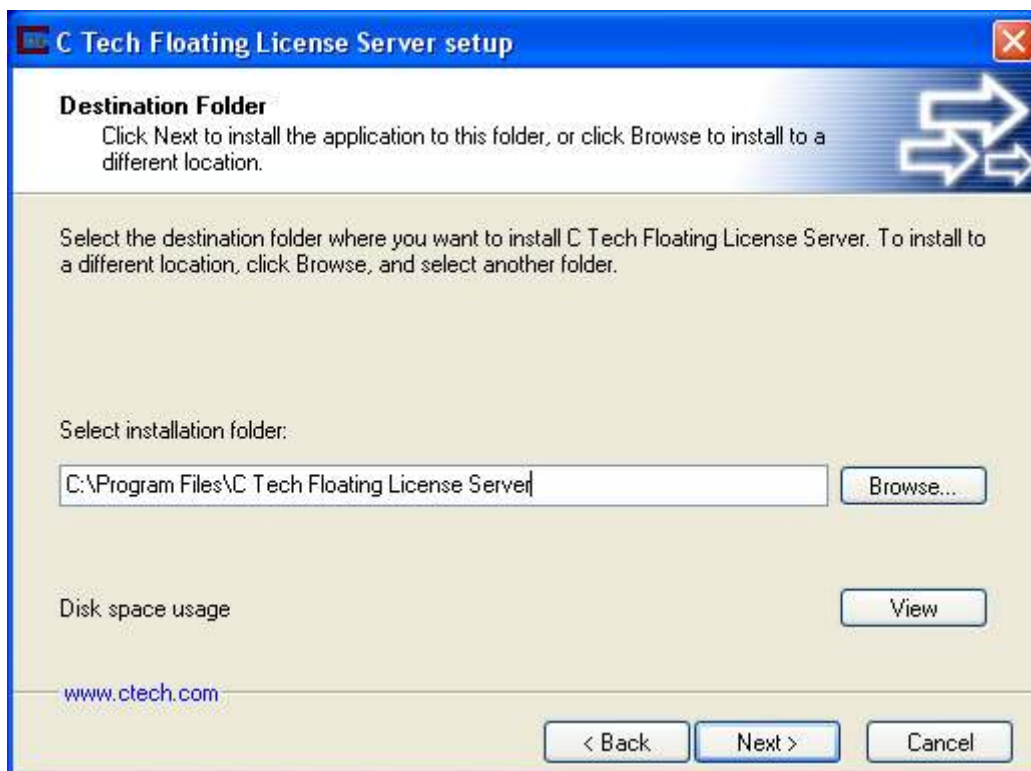 C Tech Floating License Server setup
Destination Folder
Click Next to install the application to this folder, or click Browse to install to a
different location.
Select the destination folder where you want to install C Tech Floating License Server. To install to
a different location, click Browse, and select another folder.
Select installation folder:
C:\Program Files\C Tech Floating License Server
Browse...
Disk space usage
View
www.ctech.com
< Back
Next >
Cancel